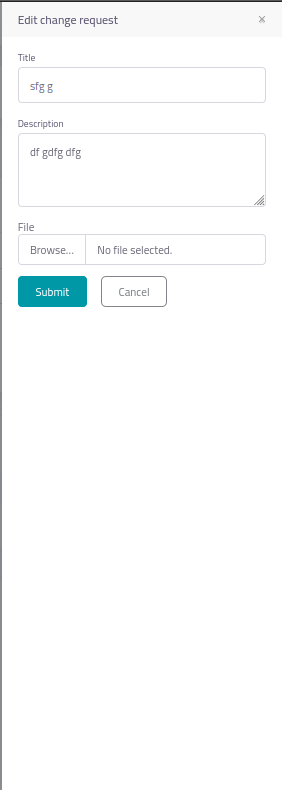 Edit change request
×
Title
sfg g
Description
df gdfg dfg
File
Browse... No file selected.
Submit Cancel